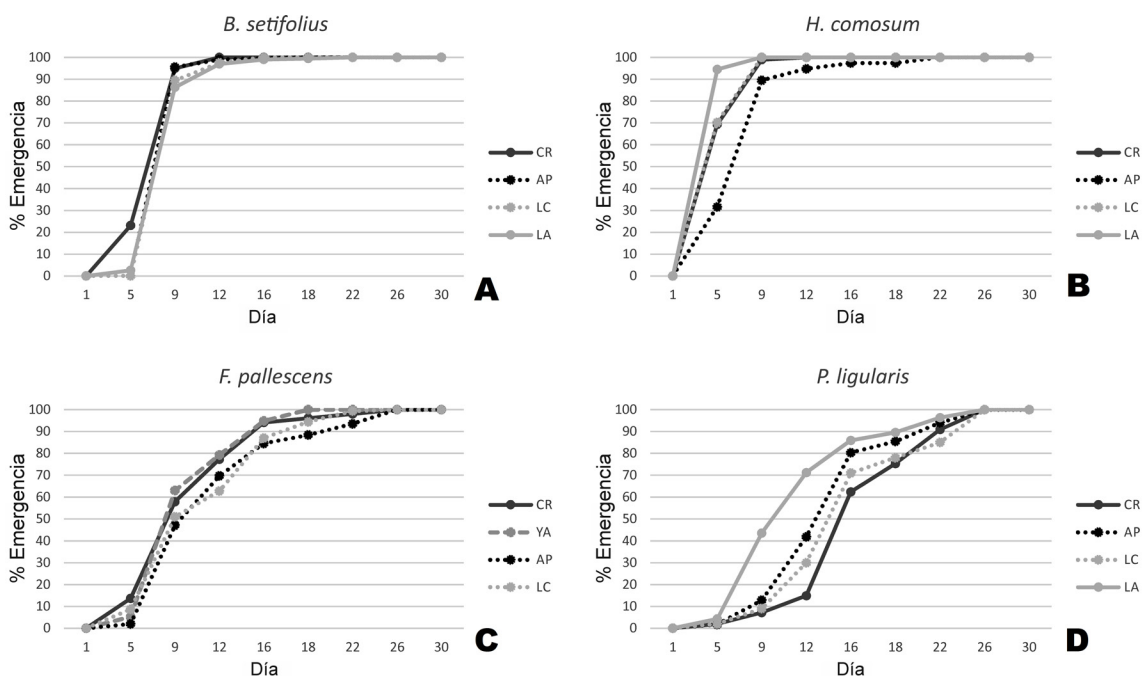 B. setifolius
% Emergencia
100
90
80
70
60
50
40
30
20
10
0
1 5 9 12 16 18 22 26 30
Día
CR
AP
LC
LA
A
H. comosum
% Emergencia
100
90
80
70
60
50
40
30
20
10
0
1 5 9 12 16 18 22 26 30
Día
CR
AP
LC
LA
B
F. pallescens
% Emergencia
100
90
80
70
60
50
40
30
20
10
0
1 5 9 12 16 18 22 26 30
Día
CR
YA
AP
LC
C
P. ligularis
% Emergencia
100
90
80
70
60
50
40
30
20
10
0
1 5 9 12 16 18 22 26 30
Día
CR
AP
LC
LA
D